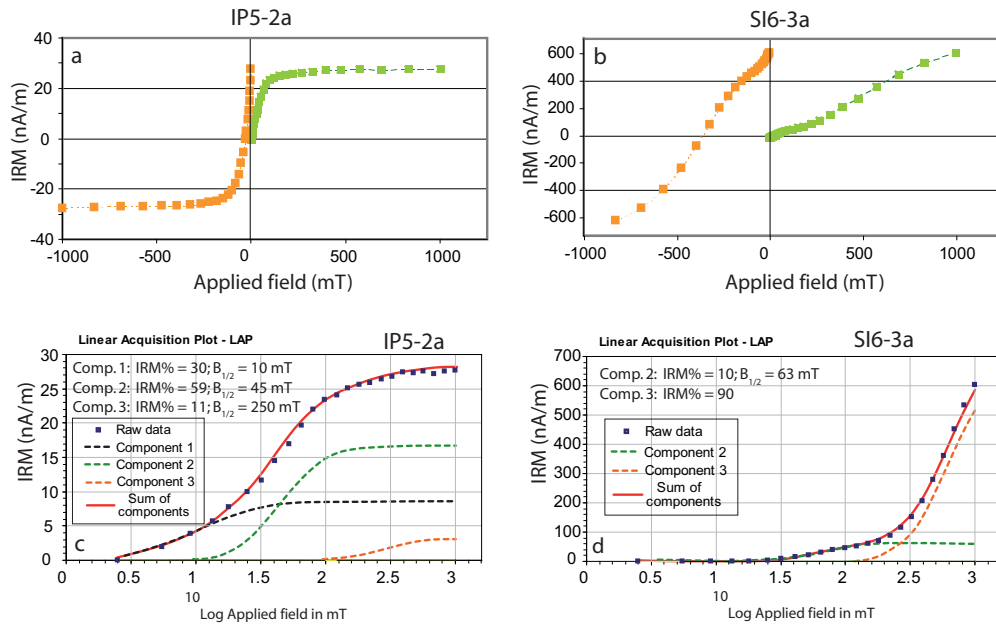 IP5-2a
a
40
20
0
-20
-40
IRM (nA/m)
-1000
-500
0
500
1000
Applied field (mT)
SI6-3a
b
600
400
200
0
-200
-400
-600
IRM (nA/m)
-1000
-500
0
500
1000
Applied field (mT)
Linear Acquisition Plot - LAP
IP5-2a
30
25
20
15
10
5
0
IRM (nA/m)
Comp. 1: IRM% = 30; B1/2 = 10 mT
Comp. 2: IRM% = 59; B1/2 = 45 mT
Comp. 3: IRM% = 11; B1/2 = 250 mT
Raw data
Component 1
Component 2
Component 3
Sum of
components
c
0
0.5
1
1.5
2
2.5
3
10
Log Applied field in mT
Linear Acquisition Plot - LAP
SI6-3a
700
600
500
400
300
200
100
0
IRM (nA/m)
Comp. 2: IRM% = 10; B1/2 = 63 mT
Comp. 3: IRM% = 90
Raw data
Component 2
Component 3
Sum of
components
d
0
0.5
1
1.5
2
2.5
3
10
Log Applied field in mT